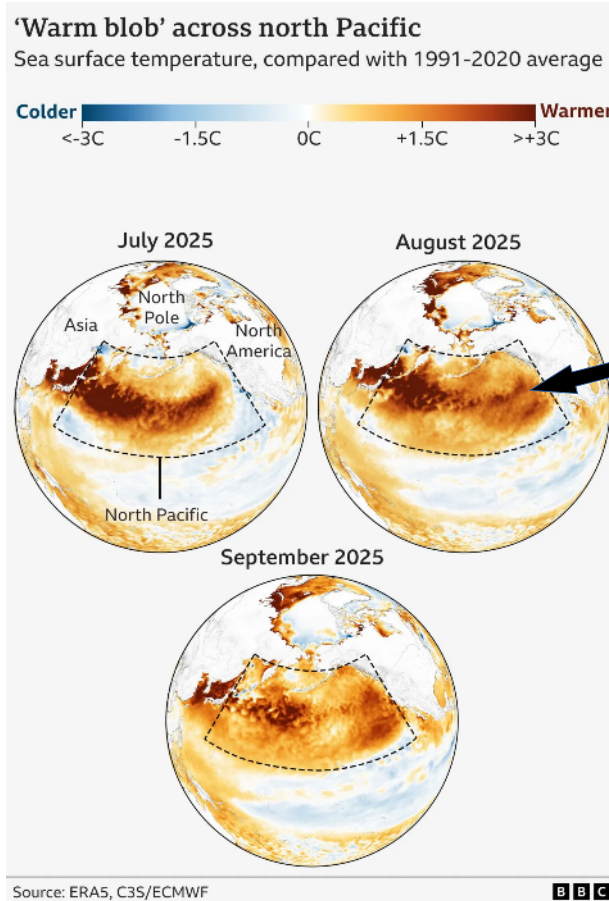 ‘Warm blob’ across north Pacific
Sea surface temperature, compared with 1991-2020 average
Colder
Warmer
<-3C
-1.5C
0C
+1.5C
>+3C
July 2025
August 2025
North
Pole
Asia
North
America
North Pacific
September 2025
Source: ERA5, C3S/ECMWF
BBC